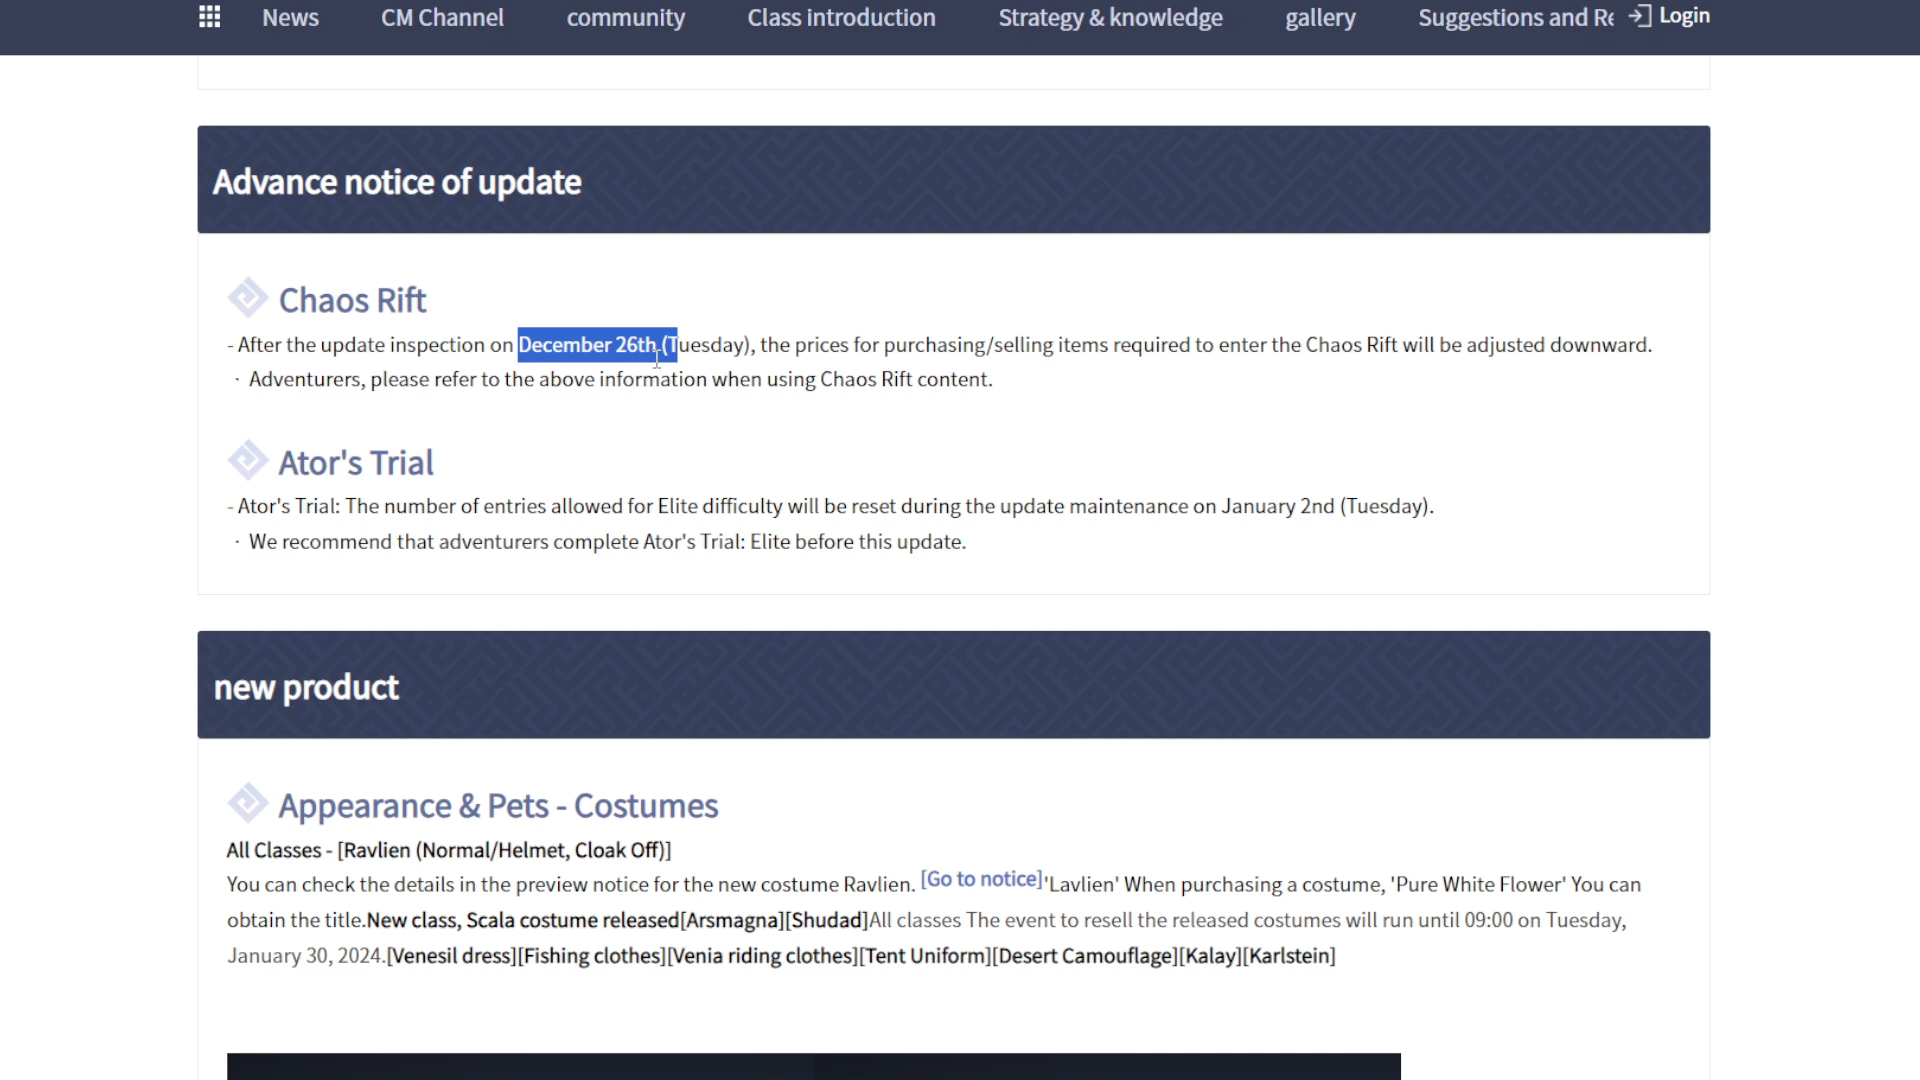 News CM Channel community Class introduction Strategy & knowledge gallery Suggestions and Re Login
Advance notice of update
Chaos Rift
- After the update inspection on December 26th (Tuesday), the prices for purchasing/selling items required to enter the Chaos Rift will be adjusted downward.
· Adventurers, please refer to the above information when using Chaos Rift content.
Ator's Trial
- Ator's Trial: The number of entries allowed for Elite difficulty will be reset during the update maintenance on January 2nd (Tuesday).
· We recommend that adventurers complete Ator's Trial: Elite before this update.
new product
Appearance & Pets - Costumes
All Classes - [Ravlien (Normal/Helmet, Cloak Off)]
You can check the details in the preview notice for the new costume Ravlien. [Go to notice]'Lavlien' When purchasing a costume, 'Pure White Flower' You can
obtain the title.New class, Scala costume released[Arsmagna][Shudad]All classes The event to resell the released costumes will run until 09:00 on Tuesday,
January 30, 2024.[Venesil dress][Fishing clothes][Venia riding clothes][Tent Uniform][Desert Camouflage][Kalay][Karlstein]